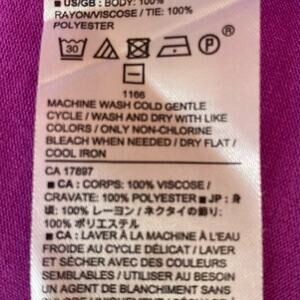 ■ US/GB: BODY: 100%
RAYON/VISCOSE / TIE: 100%
POLYESTER
30
P
1166
MACHINE WASH COLD GENTLE
CYCLE / WASH AND DRY WITH LIKE
COLORS / ONLY NON-CHLORINE
BLEACH WHEN NEEDED / DRY FLAT /
COOL IRON
CA 17897
■ CA : CORPS: 100% VISCOSE /
CRAVATE: 100% POLYESTER ■ JP : 身
頃: 100% レーヨン / ネクタイの飾り:
100% ポリエステル
■ CA : LAVER À LA MACHINE À L'EAU
FROIDE AU CYCLE DÉLICAT / LAVER
ET SÉCHER AVEC DES COULEURS
SEMBLABLES / UTILISER AU BESOIN
UN AGENT DE BLANCHIMENT SANS